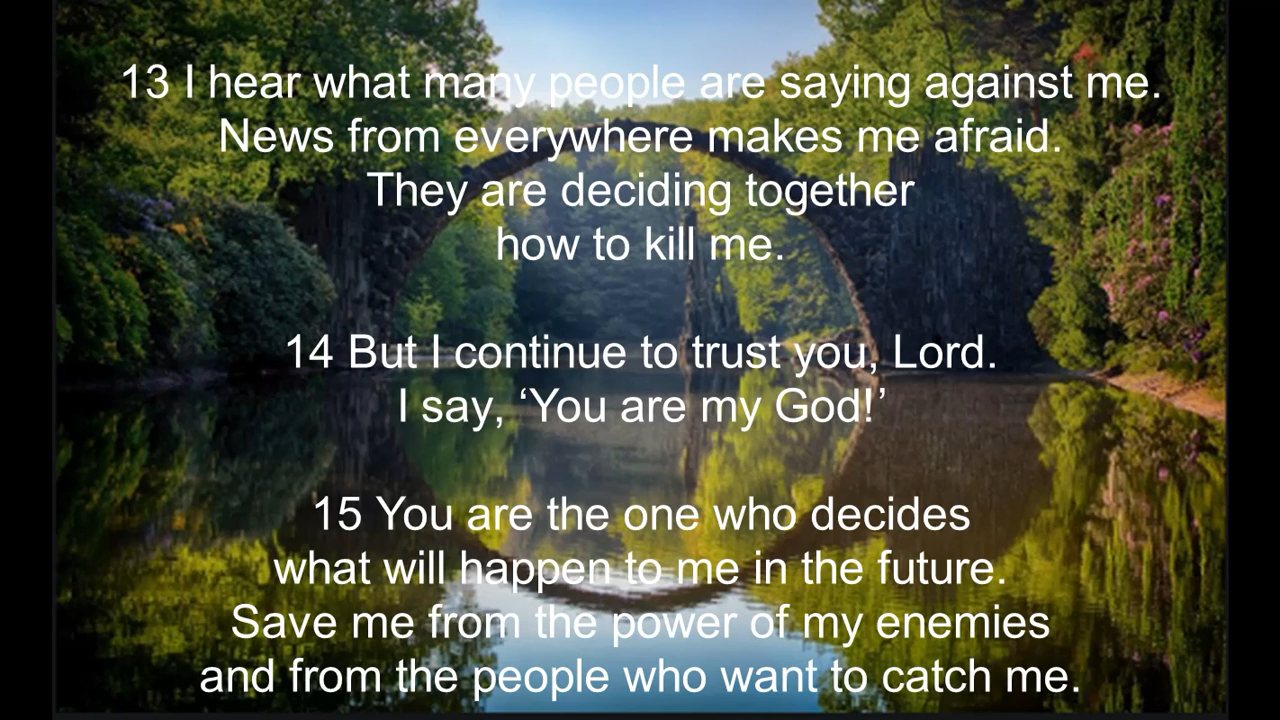 13 I hear what many people are saying against me.
News from everywhere makes me afraid.
They are deciding together
how to kill me.
14 But I continue to trust you, Lord.
I say, ‘You are my God!’
15 You are the one who decides
what will happen to me in the future.
Save me from the power of my enemies
and from the people who want to catch me.